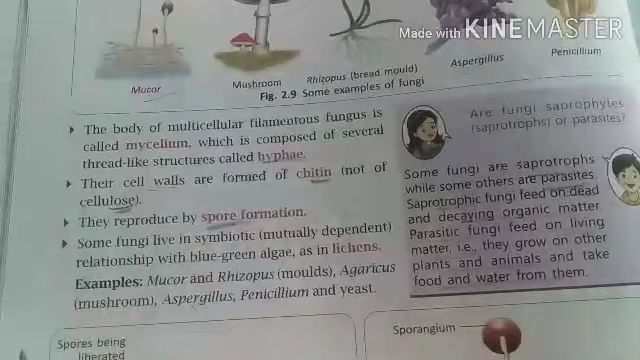 Made with KINEMASTER
Mucor
Mushroom
Rhizopus (bread mould)
Aspergillus
Penicillium
Fig. 2.9 Some examples of fungi
The body of multicellular filamentous fungus is
called mycelium, which is composed of several
thread-like structures called hyphae.
Their cell walls are formed of chitin (not of
cellulose).
They reproduce by spore formation.
Some fungi live in symbiotic (mutually dependent)
relationship with blue-green algae, as in lichens.
Examples: Mucor and Rhizopus (moulds), Agaricus
(mushroom), Aspergillus, Penicillium and yeast.
Are fungi saprophytes
(saprotrophs) or parasites?
Some fungi are saprotrophs
while some others are parasites.
Saprotrophic fungi feed on dead
and decaying organic matter.
Parasitic fungi feed on living
matter, i.e., they grow on other
plants and animals and take
food and water from them.
Spores being
liberated
Sporangium